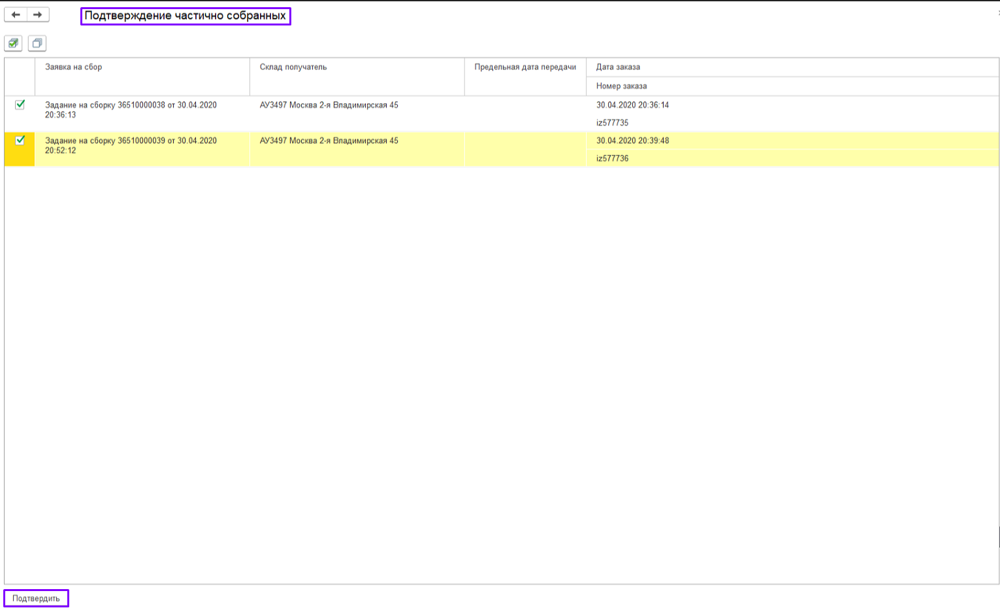 Подтверждение частично собранных
Заявка на сбор
Склад получатель
Предельная дата передачи
Дата заказа
Номер заказа
Задание на сборку 36510000038 от 30.04.2020
20:36:13
АУ3497 Москва 2-я Владимирская 45
30.04.2020 20:36:14
iz577735
Задание на сборку 36510000039 от 30.04.2020
20:52:12
АУ3497 Москва 2-я Владимирская 45
30.04.2020 20:39:48
iz577736
Подтвердить